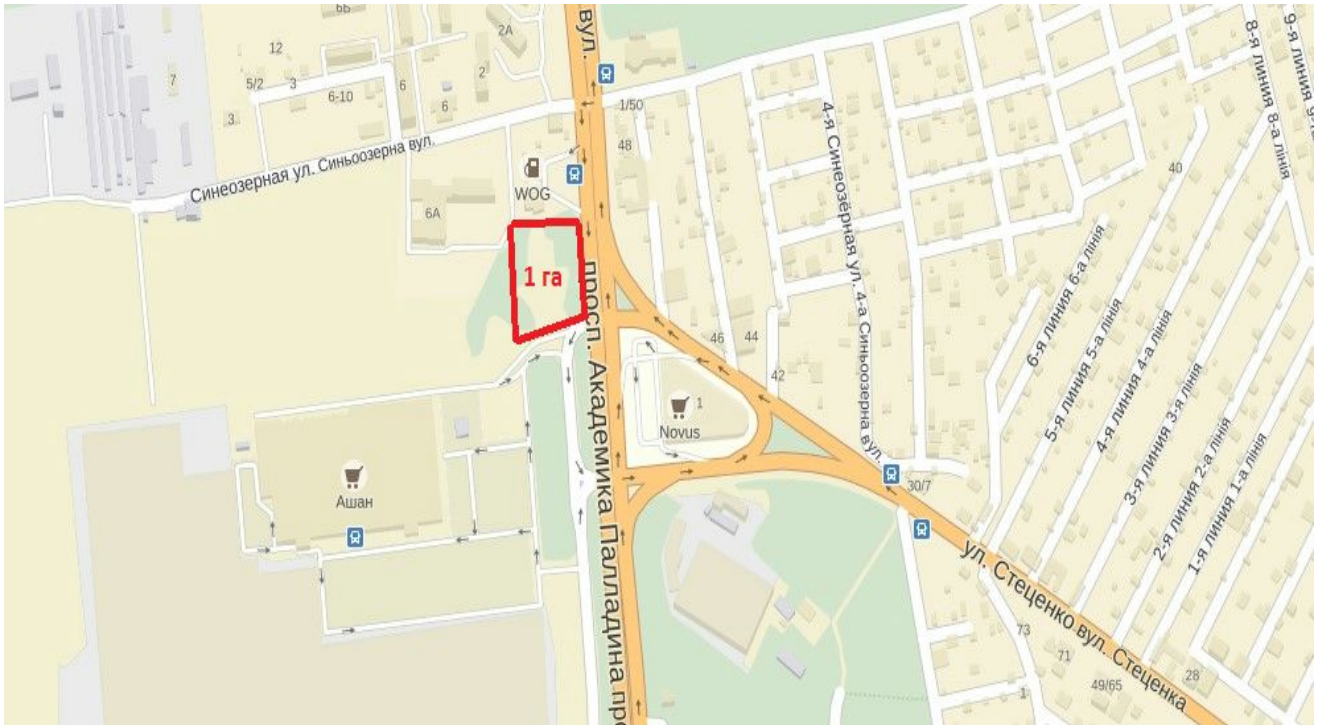 6Б
2А
вул.
12
7
5/2
3
6
2
6-10
6
1/50
3
48
Синеозерная ул. Синьоозерна вул.
WOG
6А
1 га
просп. Академика Палладина про
4-я Синеозёрная ул. 4-а Синьоозерна вул.
40
8-я линия 8-а лінія
9-я линия
6-я линия 6-а лінія
5-я линия 5-а лінія
4-я линия 4-а лінія
3-я линия 3-я лінія
2-я линия 2-а лінія
1-я линия 1-а лінія
46
44
42
1
Novus
Ашан
30/7
ул. Стеценко вул. Стеценка
73
71
49/65
28
1